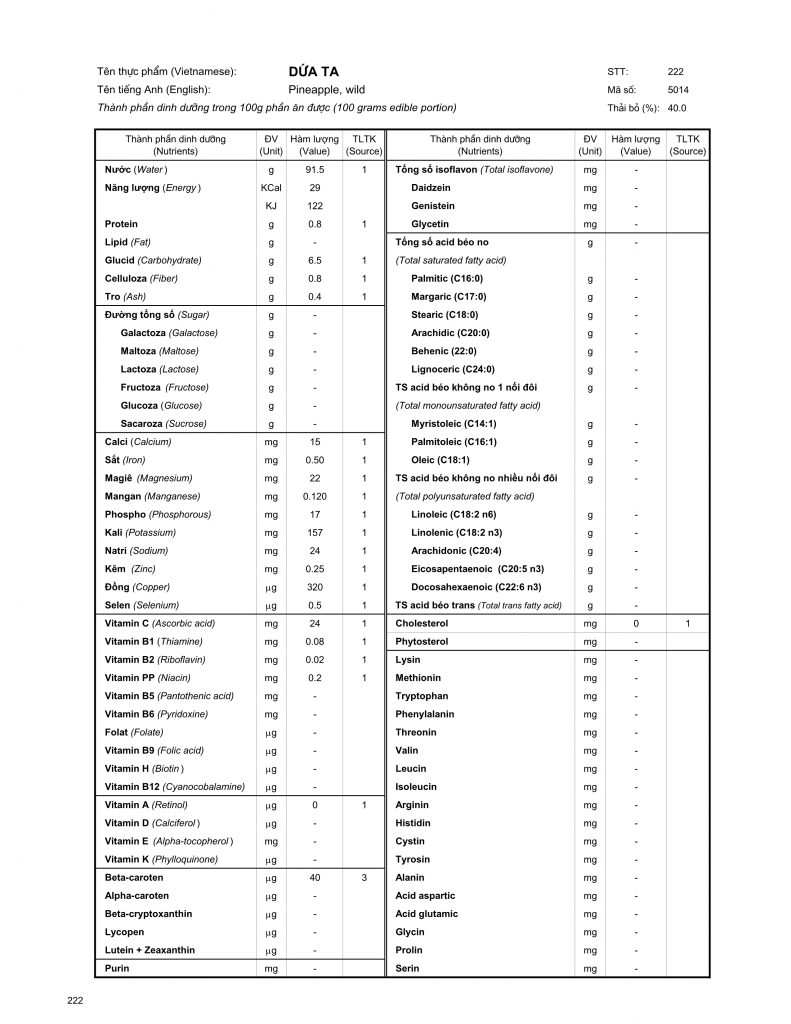 Tên thực phẩm (Vietnamese): DỨA TA STT: 222
Tên tiếng Anh (English): Pineapple, wild Mã số: 5014
Thành phần dinh dưỡng trong 100g phần ăn được (100 grams edible portion) Thải bỏ (%): 40.0
Thành phần dinh dưỡng ĐV Hàm lượng TLTK Thành phần dinh dưỡng ĐV Hàm lượng TLTK
(Nutrients) (Unit) (Value) (Source) (Nutrients) (Unit) (Value) (Source)
Nước (Water) g 91.5 1 Tổng số isoflavon (Total isoflavone) mg -
Năng lượng (Energy) KCal 29 Daidzein mg -
KJ 122 Genistein mg -
Protein g 0.8 1 Glycetin mg -
Lipid (Fat) g - Tổng số acid béo no g -
Glucid (Carbohydrate) g 6.5 1 (Total saturated fatty acid)
Celluloza (Fiber) g 0.8 1 Palmitic (C16:0) g -
Tro (Ash) g 0.4 1 Margaric (C17:0) g -
Đường tổng số (Sugar) g - Stearic (C18:0) g -
Galactoza (Galactose) g - Arachidic (C20:0) g -
Maltoza (Maltose) g - Behenic (22:0) g -
Lactoza (Lactose) g - Lignoceric (C24:0) g -
Fructoza (Fructose) g - TS acid béo không no 1 nối đôi g -
Glucoza (Glucose) g - (Total monounsaturated fatty acid)
Sacaroza (Sucrose) g - Myristoleic (C14:1) g -
Calci (Calcium) mg 15 1 Palmitoleic (C16:1) g -
Sắt (Iron) mg 0.50 1 Oleic (C18:1) g -
Magiê (Magnesium) mg 22 1 TS acid béo không no nhiều nối đôi g -
Mangan (Manganese) mg 0.120 1 (Total polyunsaturated fatty acid)
Phospho (Phosphorous) mg 17 1 Linoleic (C18:2 n6) g -
Kali (Potassium) mg 157 1 Linolenic (C18:2 n3) g -
Natri (Sodium) mg 24 1 Arachidonic (C20:4) g -
Kẽm (Zinc) mg 0.25 1 Eicosapentaenoic (C20:5 n3) g -
Đồng (Copper) μg 320 1 Docosahexaenoic (C22:6 n3) g -
Selen (Selenium) μg 0.5 1 TS acid béo trans (Total trans fatty acid) g -
Vitamin C (Ascorbic acid) mg 24 1 Cholesterol mg 0 1
Vitamin B1 (Thiamine) mg 0.08 1 Phytosterol mg -
Vitamin B2 (Riboflavin) mg 0.02 1 Lysin mg -
Vitamin PP (Niacin) mg 0.2 1 Methionin mg -
Vitamin B5 (Pantothenic acid) mg - Tryptophan mg -
Vitamin B6 (Pyridoxine) mg - Phenylalanin mg -
Folat (Folate) μg - Threonin mg -
Vitamin B9 (Folic acid) μg - Valin mg -
Vitamin H (Biotin) μg - Leucin mg -
Vitamin B12 (Cyanocobalamine) μg - Isoleucin mg -
Vitamin A (Retinol) μg 0 1 Arginin mg -
Vitamin D (Calciferol) μg - Histidin mg -
Vitamin E (Alpha-tocopherol) mg - Cystin mg -
Vitamin K (Phylloquinone) μg - Tyrosin mg -
Beta-caroten μg 40 3 Alanin mg -
Alpha-caroten μg - Acid aspartic mg -
Beta-cryptoxanthin μg - Acid glutamic mg -
Lycopen μg - Glycin mg -
Lutein + Zeaxanthin μg - Prolin mg -
Purin mg - Serin mg -
222